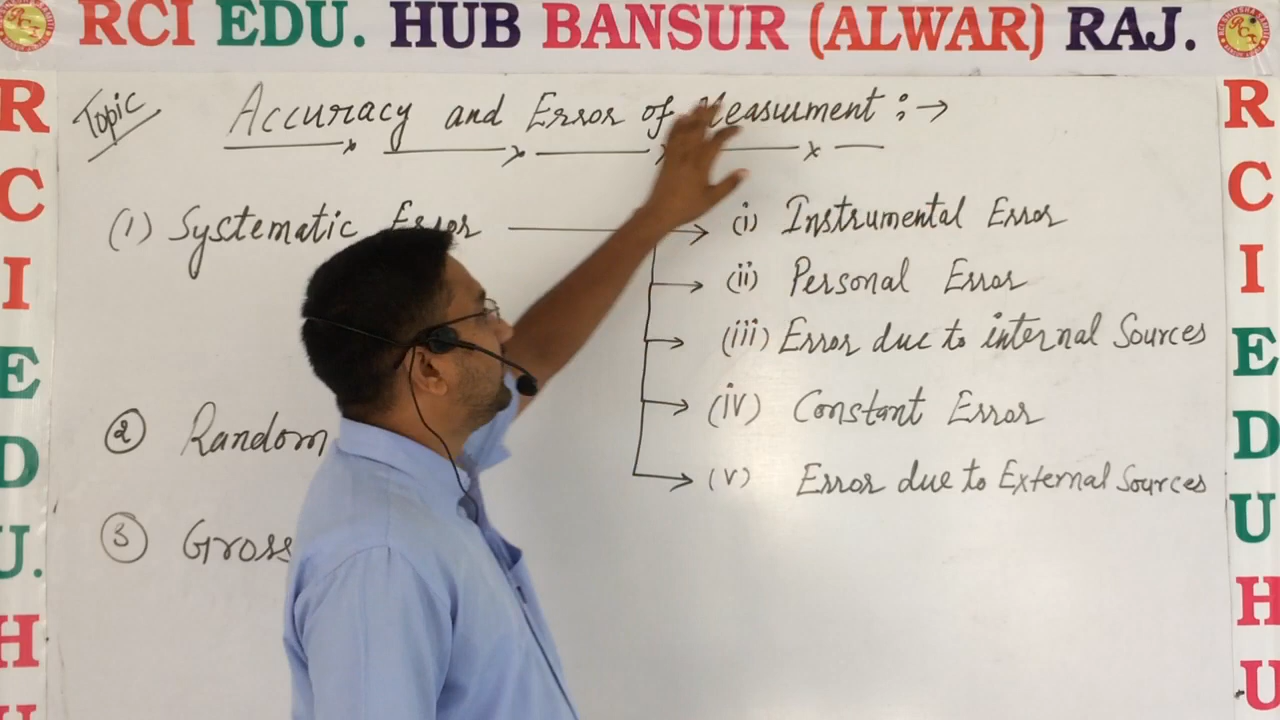 RCI EDU. HUB BANSUR (ALWAR) RAJ.
Topic
Accuracy and Error of Measurment :→
(1) Systematic Error
(i) Instrumental Error
(ii) Personal Error
(iii) Error due to internal Sources
(iv) Constant Error
(v) Error due to External Sources
② Random
③ Gross
R
C
I
E
D
U.
H
U
R
C
I
E
D
U
H
U